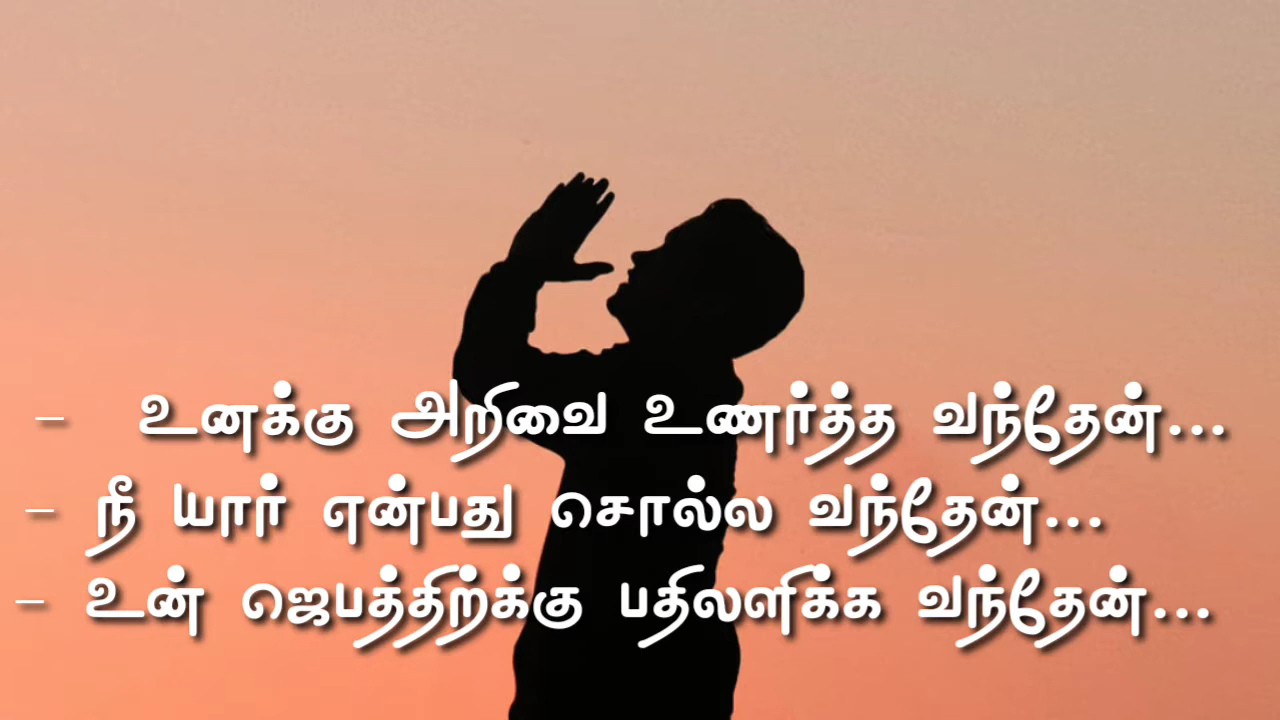 - உனக்கு அறிவை உணர்த்த வந்தேன்...
- நீ யார் என்பது சொல்ல வந்தேன்...
- உன் ஜெபத்திற்க்கு பதிலளிக்க வந்தேன்...